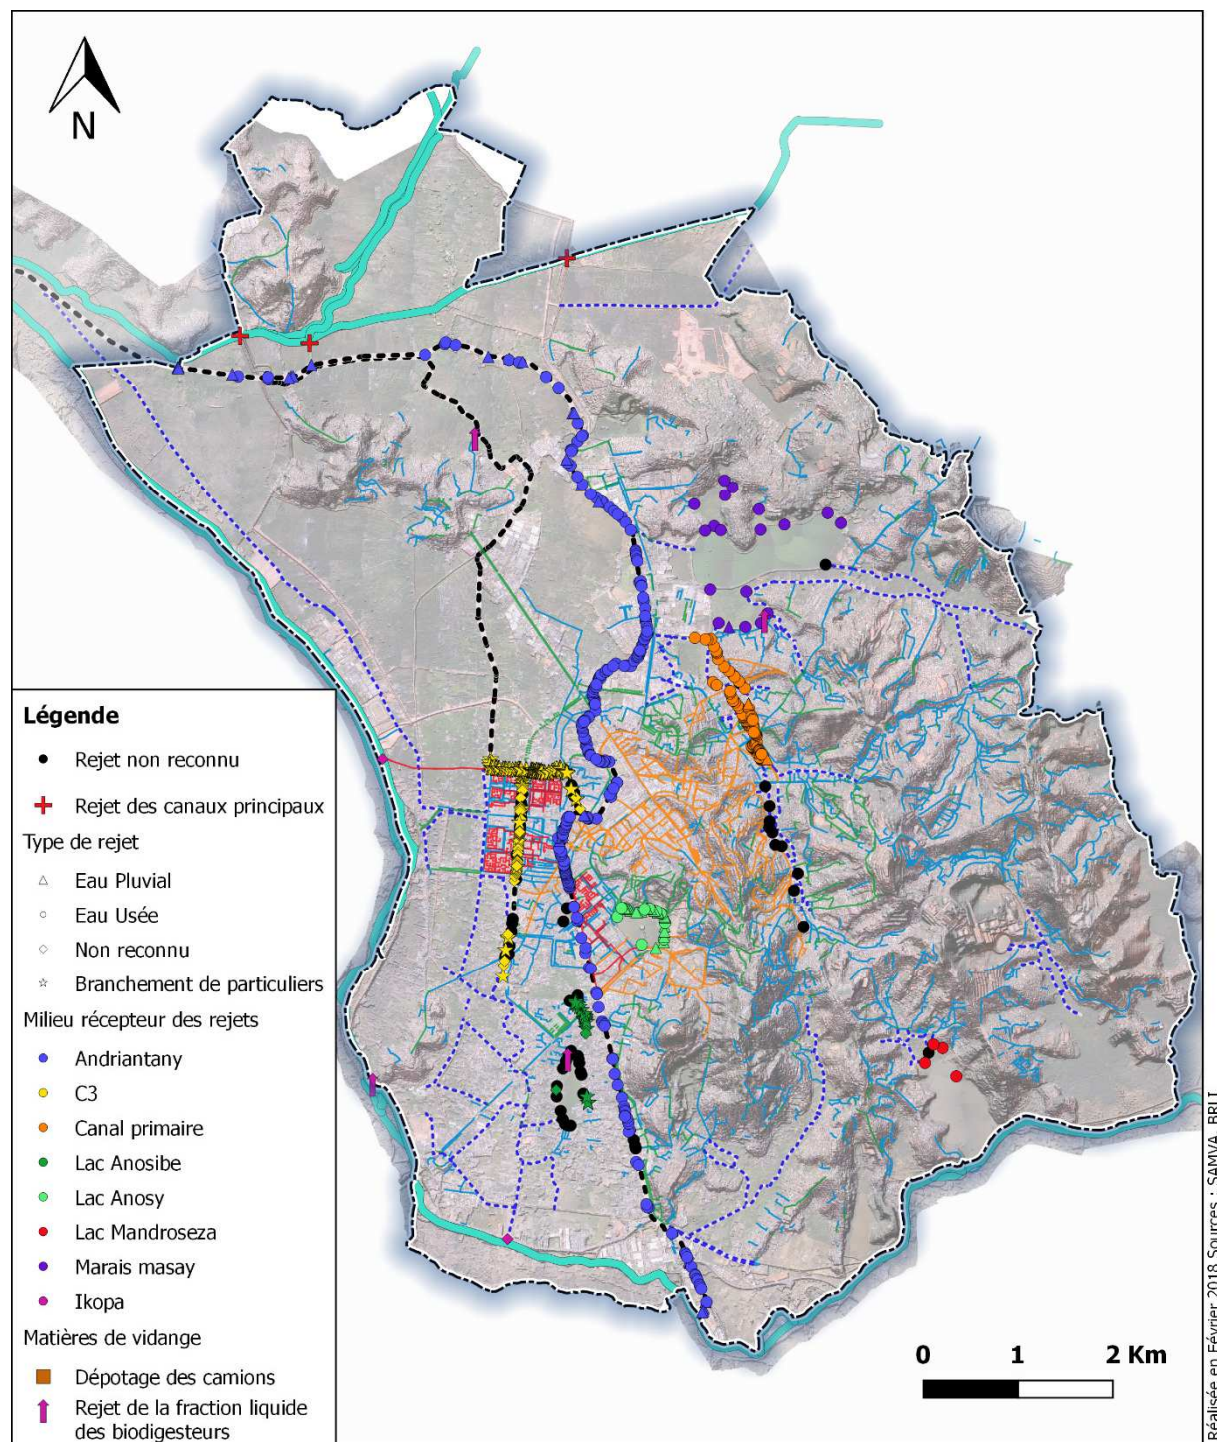 N
Légende
Rejet non reconnu
Rejet des canaux principaux
Type de rejet
Eau Pluvial
Eau Usée
Non reconnu
Branchement de particuliers
Milieu récepteur des rejets
Andriantany
C3
Canal primaire
Lac Anosibe
Lac Anosy
Lac Mandroseza
Marais masay
Ikopa
Matières de vidange
Dépotage des camions
Rejet de la fraction liquide
des biodigesteurs
0 1 2 Km
Réalisée en Février 2018 Sources : SAMVA, BRLI